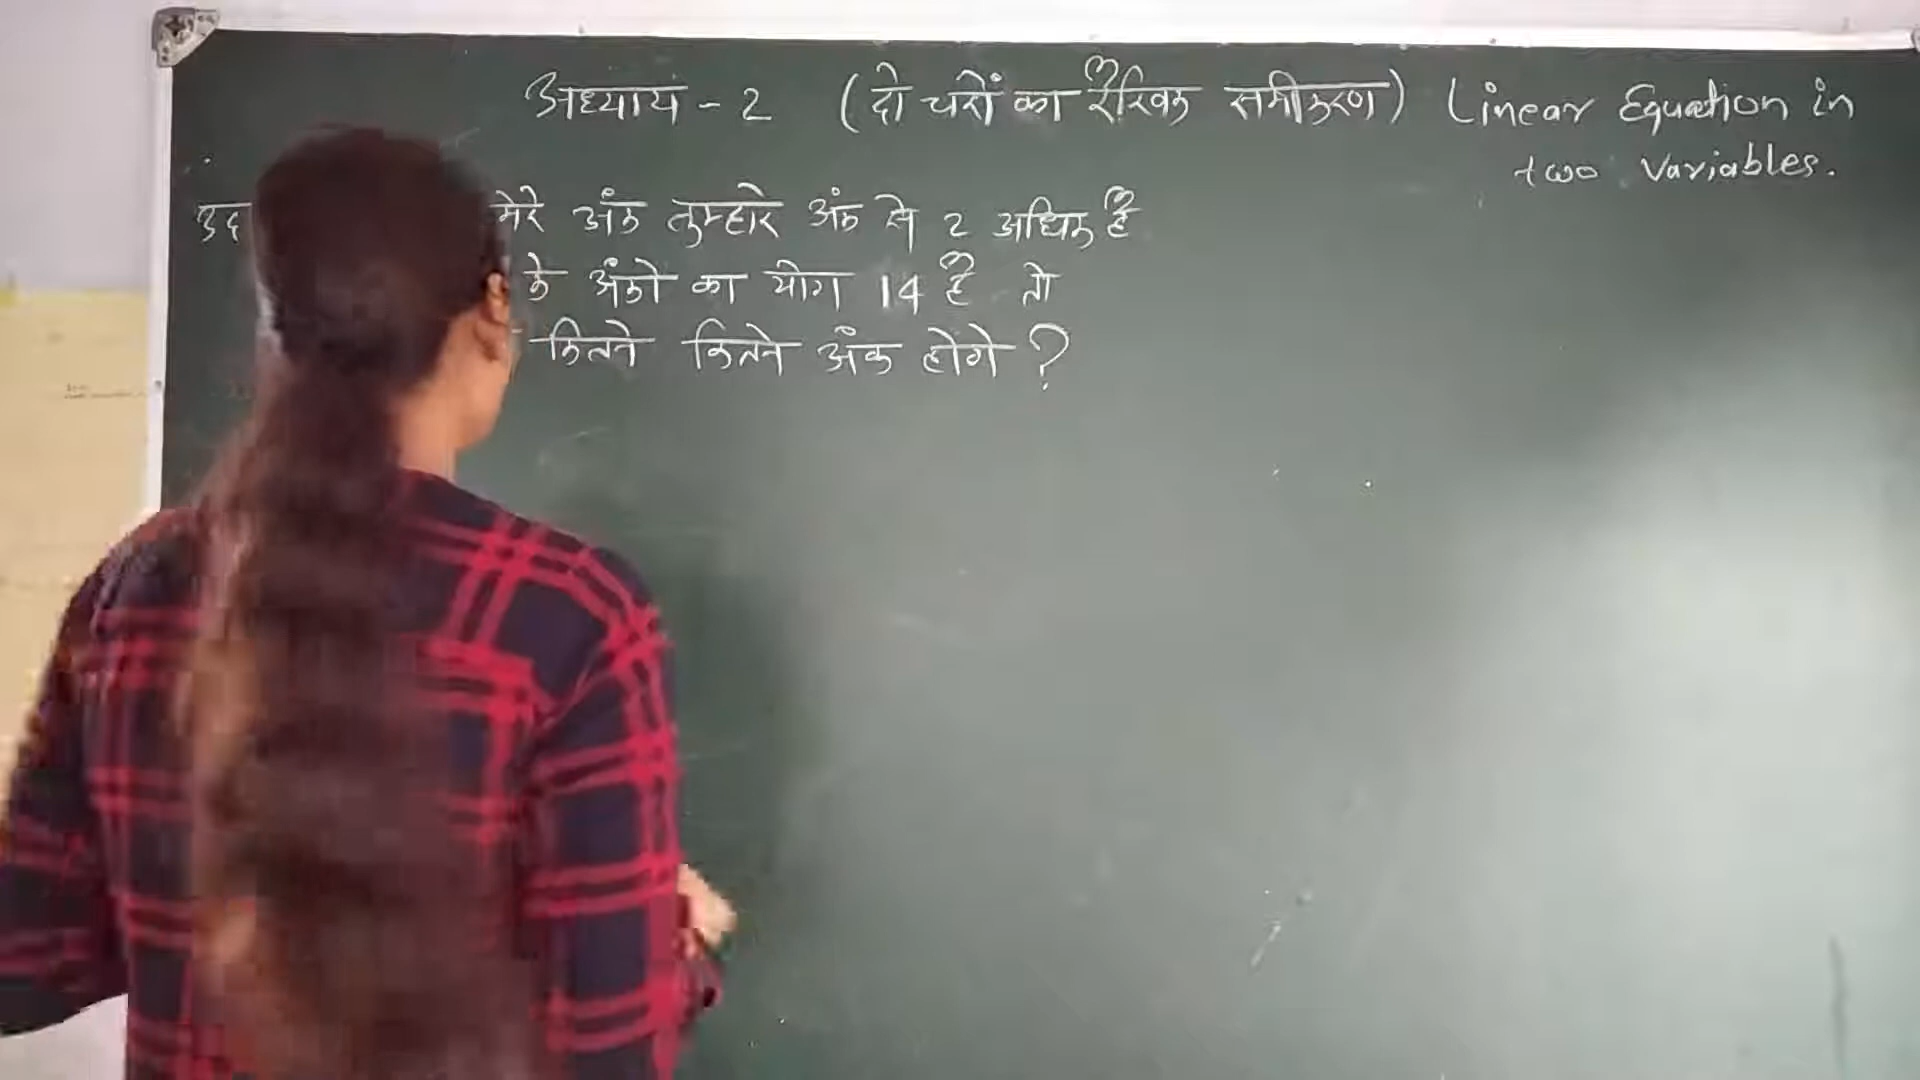 अध्याय - 2 (दो चरों का रैखिक समीकरण) Linear Equation in
two Variables.
मेरे अंक तुम्हारे अंक से 2 अधिक है
के अंको का योग 14 है तो
कितने कितने अंक होगे ?